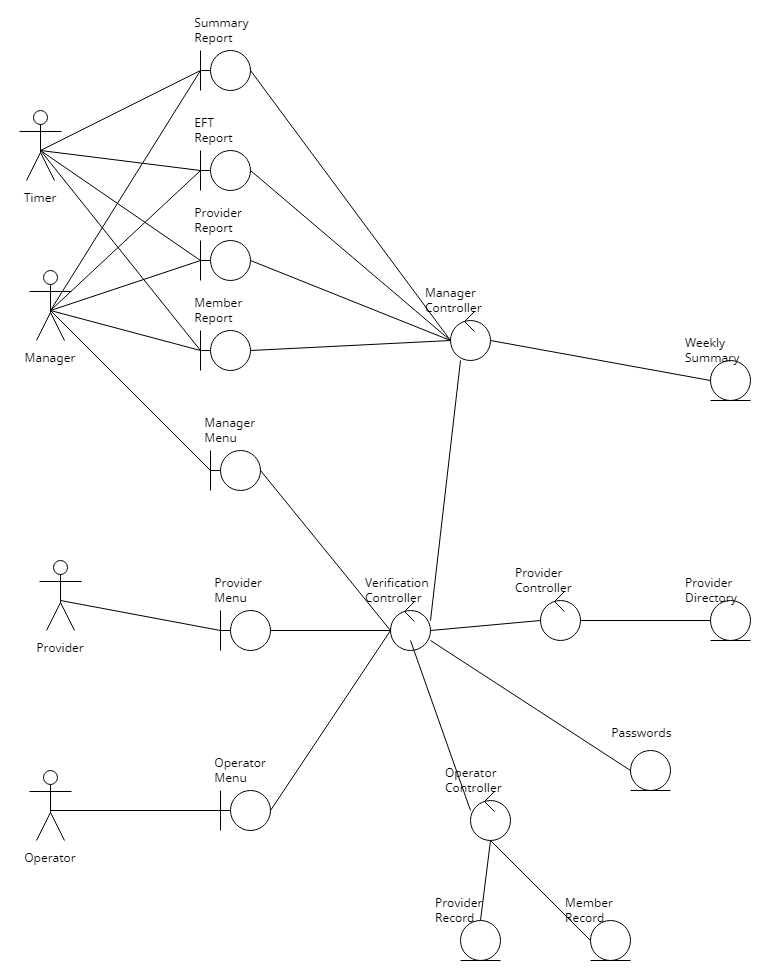 Summary
Report
EFT
Report
Timer
Provider
Report
Manager
Member
Report
Manager
Controller
Weekly
Summary
Manager
Menu
Provider
Provider
Menu
Verification
Controller
Provider
Controller
Provider
Directory
Passwords
Operator
Operator
Menu
Operator
Controller
Provider
Record
Member
Record